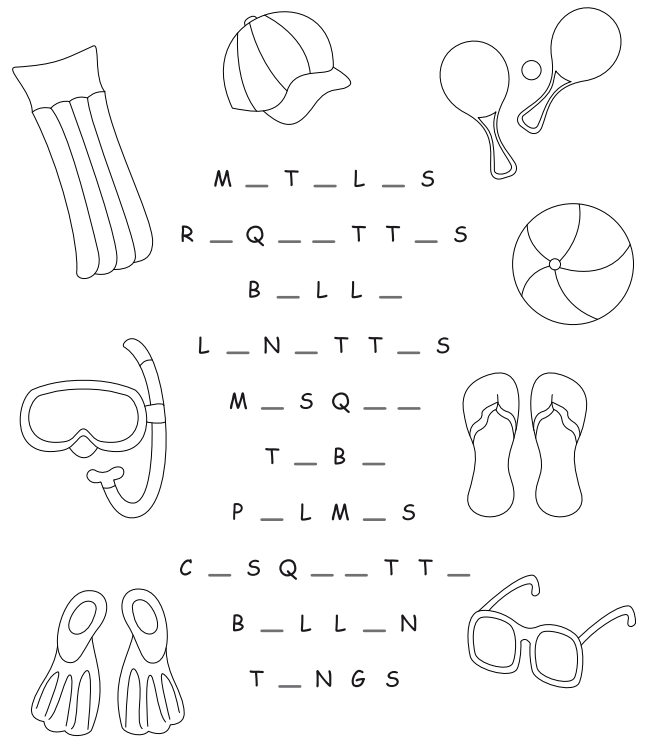 M _ T _ L _ S
R _ Q _ _ T T _ S
B _ L L _
L _ N _ T T _ S
M _ S Q _ _
T _ B _
P _ L M _ S
C _ S Q _ _ T T _
B _ L L _ N
T _ N G S